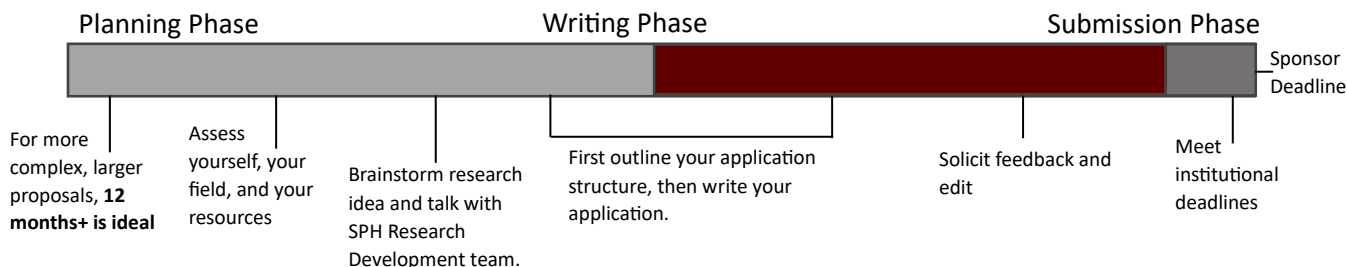 Planning Phase
Writing Phase
Submission Phase
Sponsor
Deadline
For more
complex, larger
proposals, 12
months+ is ideal
Assess
yourself, your
field, and your
resources
Brainstorm research
idea and talk with
SPH Research
Development team.
First outline your application
structure, then write your
application.
Solicit feedback and
edit
Meet
institutional
deadlines